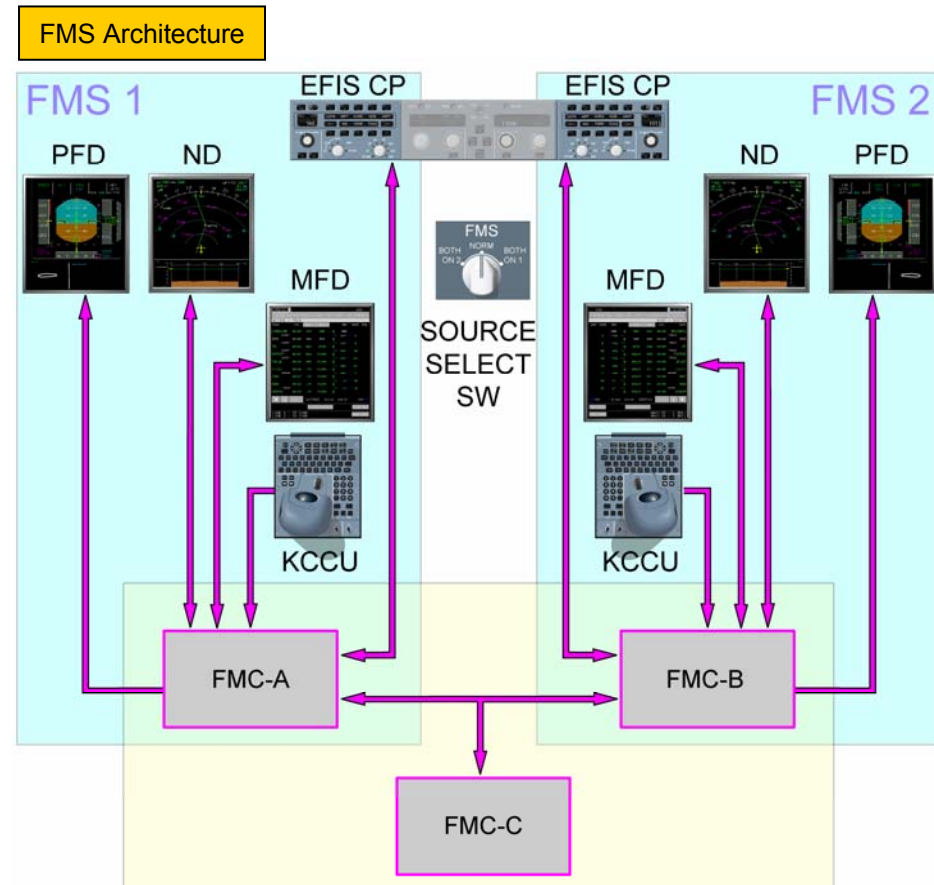 FMS Architecture
FMS 1
EFIS CP
EFIS CP
FMS 2
PFD
ND
ND
PFD
FMS
NORM
BOTH
ON 2
BOTH
ON 1
MFD
MFD
SOURCE
SELECT
SW
KCCU
KCCU
FMC-A
FMC-B
FMC-C